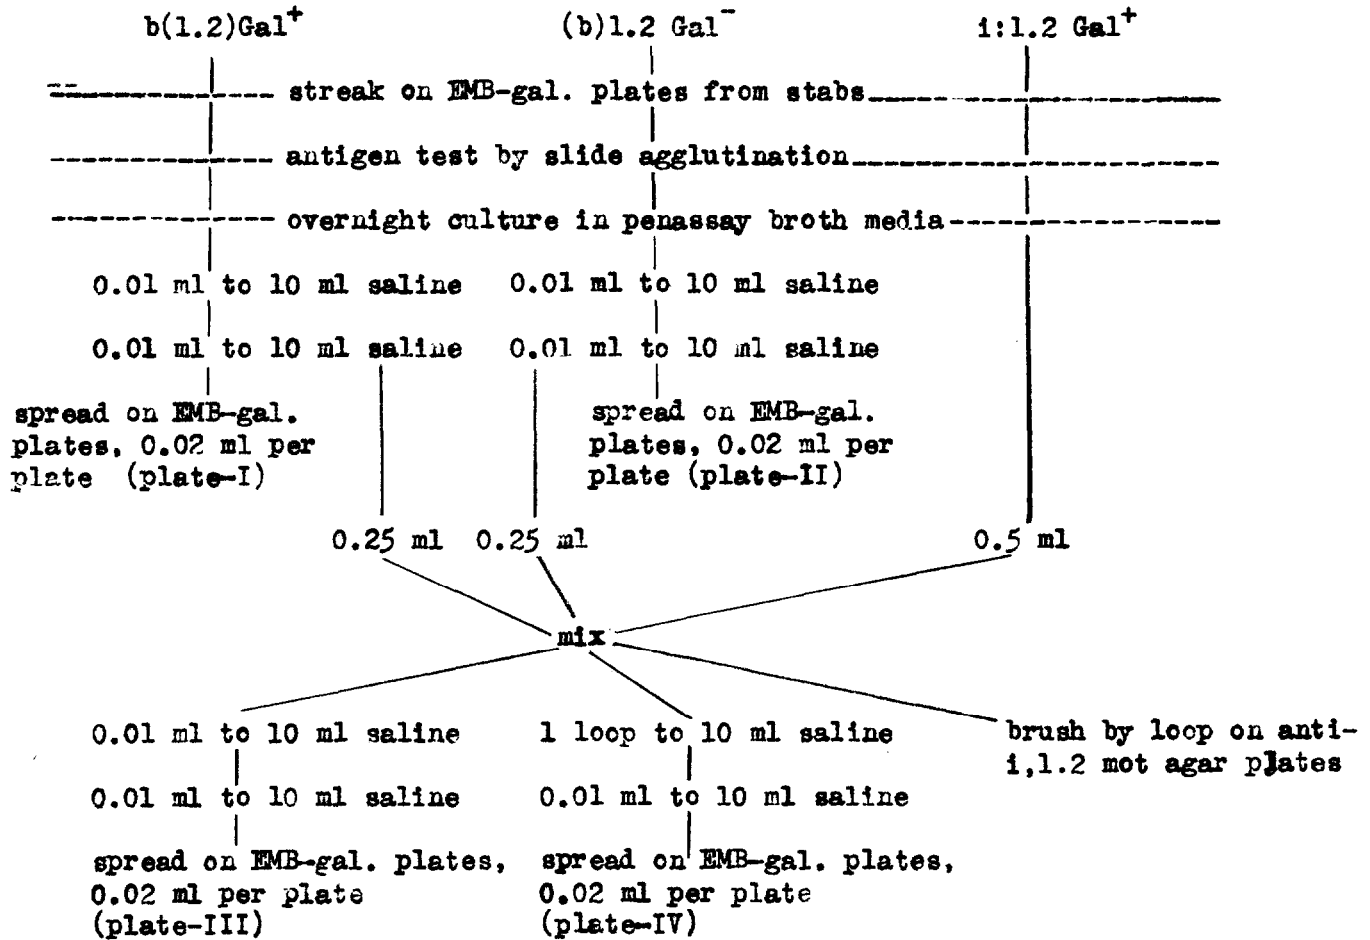 b(1.2)Gal+ (b)1.2 Gal- i:1.2 Gal+
streak on EMB-gal. plates from stabs
antigen test by slide agglutination
overnight culture in penassay broth media
0.01 ml to 10 ml saline 0.01 ml to 10 ml saline
0.01 ml to 10 ml saline 0.01 ml to 10 ml saline
spread on EMB-gal.
plates, 0.02 ml per
plate (plate-I)
spread on EMB-gal.
plates, 0.02 ml per
plate (plate-II)
0.25 ml 0.25 ml 0.5 ml
mix
0.01 ml to 10 ml saline
0.01 ml to 10 ml saline
spread on EMB-gal. plates,
0.02 ml per plate
(plate-III)
1 loop to 10 ml saline
0.01 ml to 10 ml saline
spread on EMB-gal. plates,
0.02 ml per plate
(plate-IV)
brush by loop on anti-
i,1.2 mot agar plates